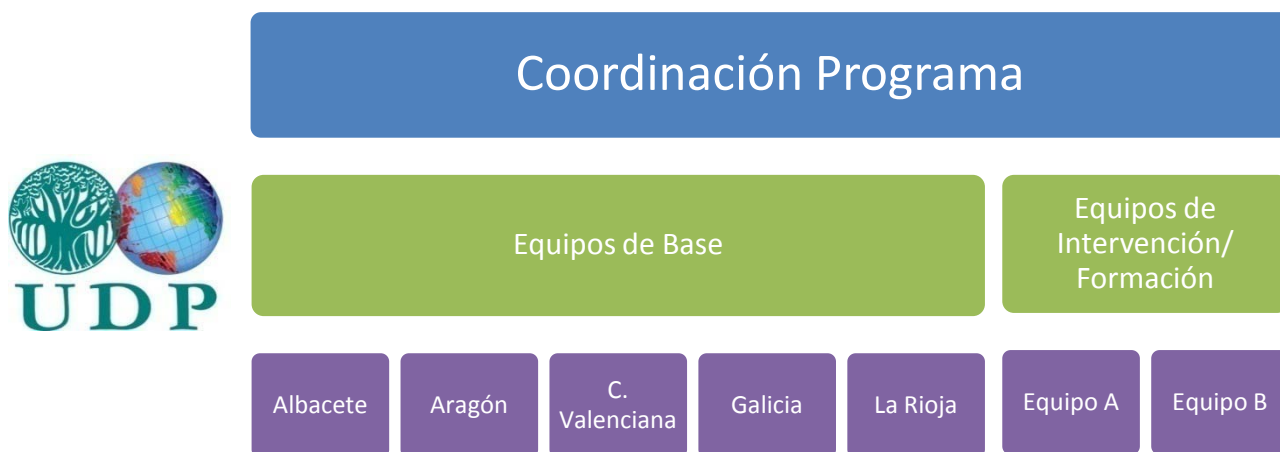 Coordinación Programa
UDP
Equipos de Base
Equipos de
Intervención/
Formación
Albacete
Aragón
C.
Valenciana
Galicia
La Rioja
Equipo A
Equipo B